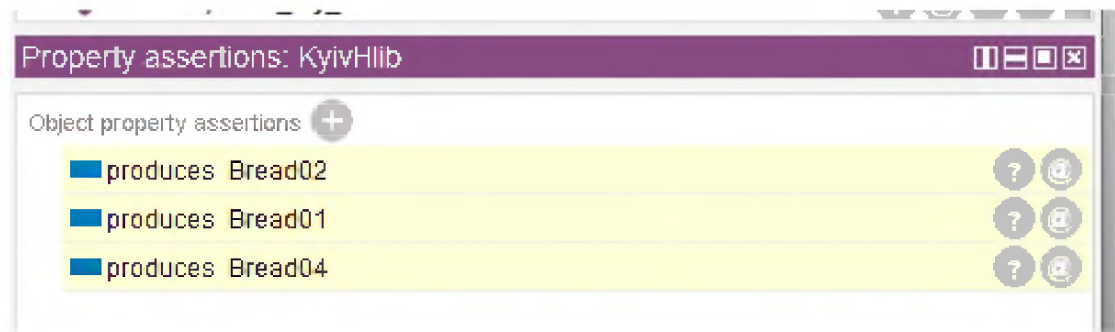 Property assertions: KyivHlib
Object property assertions
produces Bread02
produces Bread01
produces Bread04